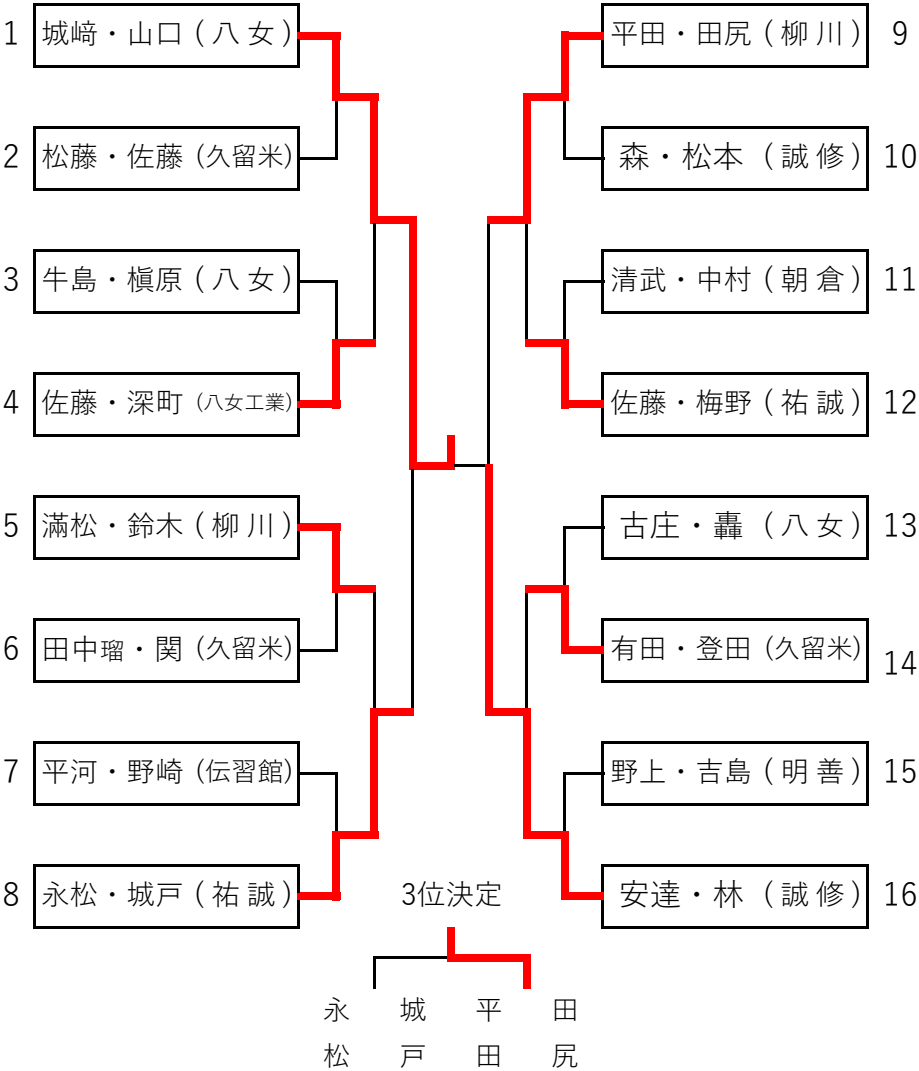 1 城﨑・山口(八女)
2 松藤・佐藤(久留米)
3 牛島・槇原(八女)
4 佐藤・深町(八女工業)
5 滿松・鈴木(柳川)
6 田中瑠・関(久留米)
7 平河・野崎(伝習館)
8 永松・城戸(祐誠)
平田・田尻(柳川) 9
森・松本(誠修) 10
清武・中村(朝倉) 11
佐藤・梅野(祐誠) 12
古庄・轟(八女) 13
有田・登田(久留米) 14
野上・吉島(明善) 15
安達・林(誠修) 16
3位決定
永松 城戸 平田 田尻